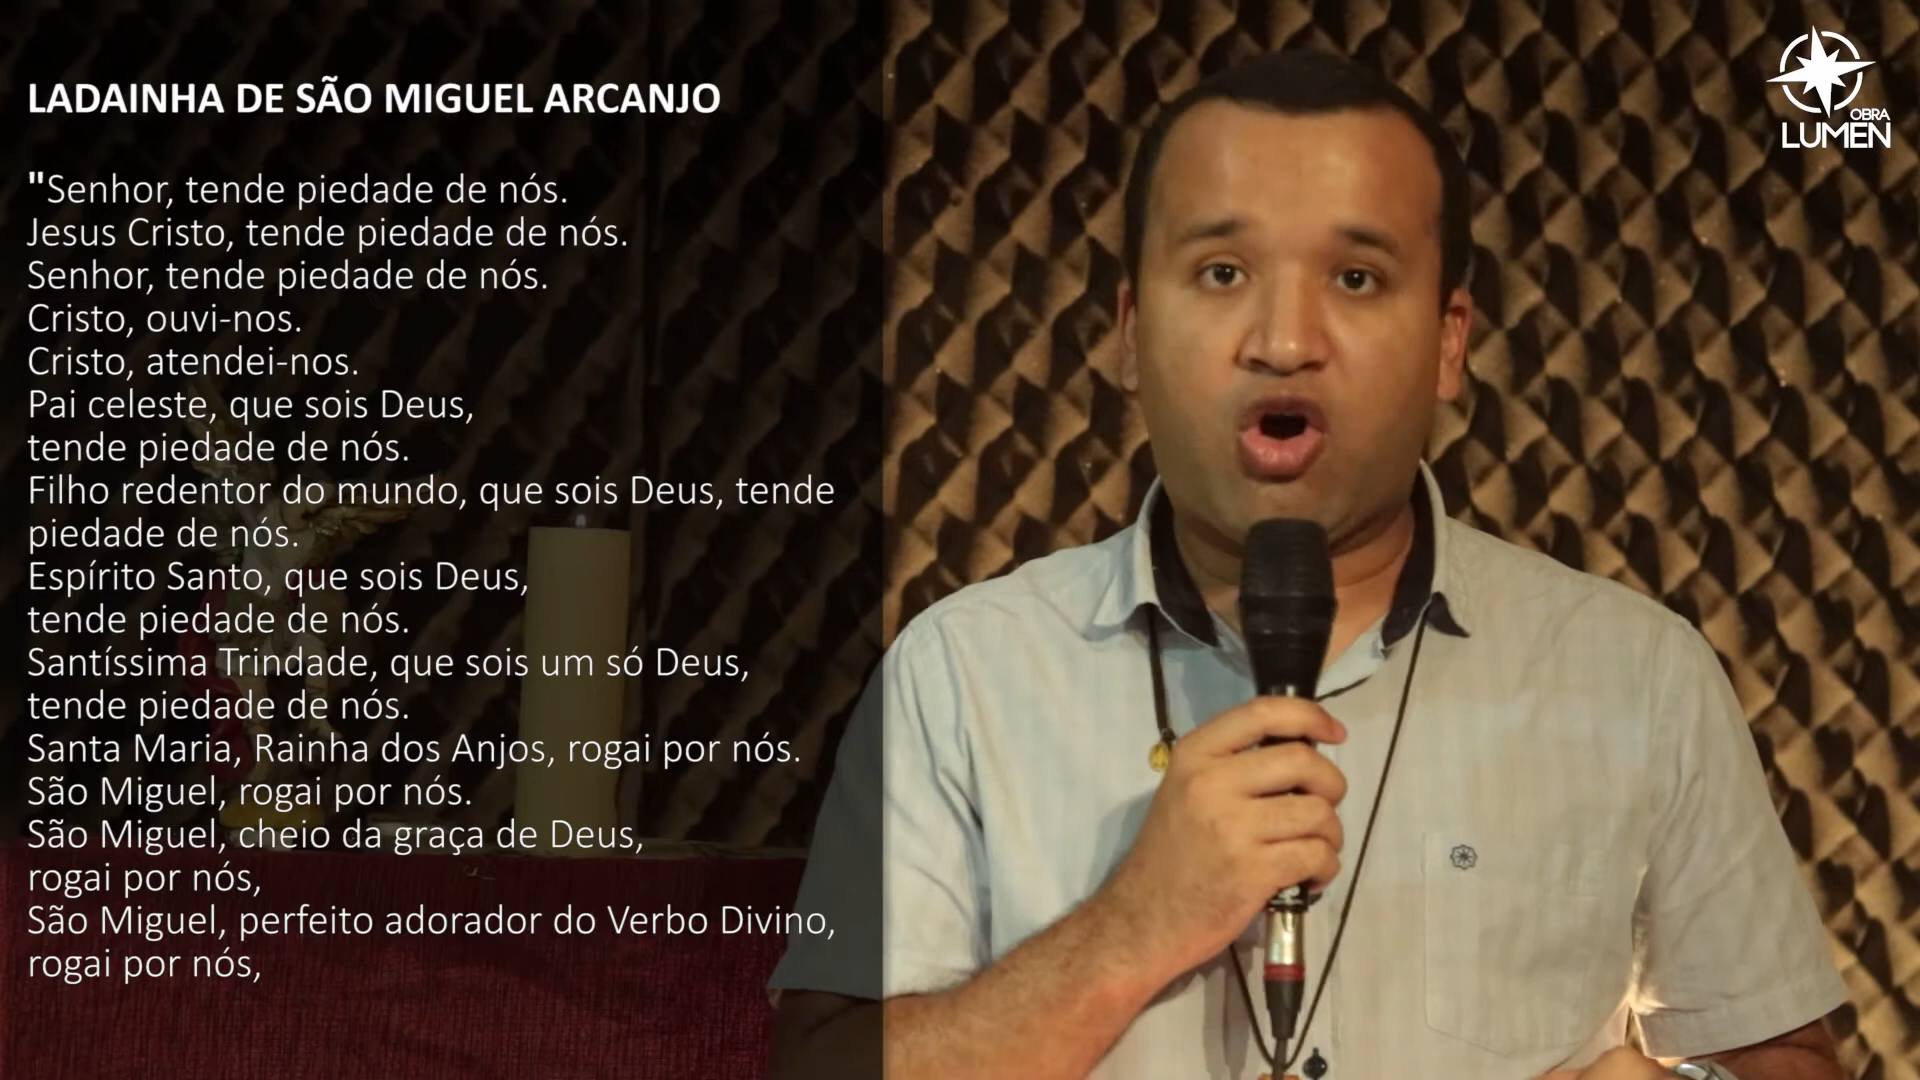 LADAINHA DE SÃO MIGUEL ARCANJO
"Senhor, tende piedade de nós.
Jesus Cristo, tende piedade de nós.
Senhor, tende piedade de nós.
Cristo, ouvi-nos.
Cristo, atendei-nos.
Pai celeste, que sois Deus,
tende piedade de nós.
Filho redentor do mundo, que sois Deus, tende
piedade de nós.
Espírito Santo, que sois Deus,
tende piedade de nós.
Santíssima Trindade, que sois um só Deus,
tende piedade de nós.
Santa Maria, Rainha dos Anjos, rogai por nós.
São Miguel, rogai por nós.
São Miguel, cheio da graça de Deus,
rogai por nós,
São Miguel, perfeito adorador do Verbo Divino,
rogai por nós,
OBRA
LUMEN